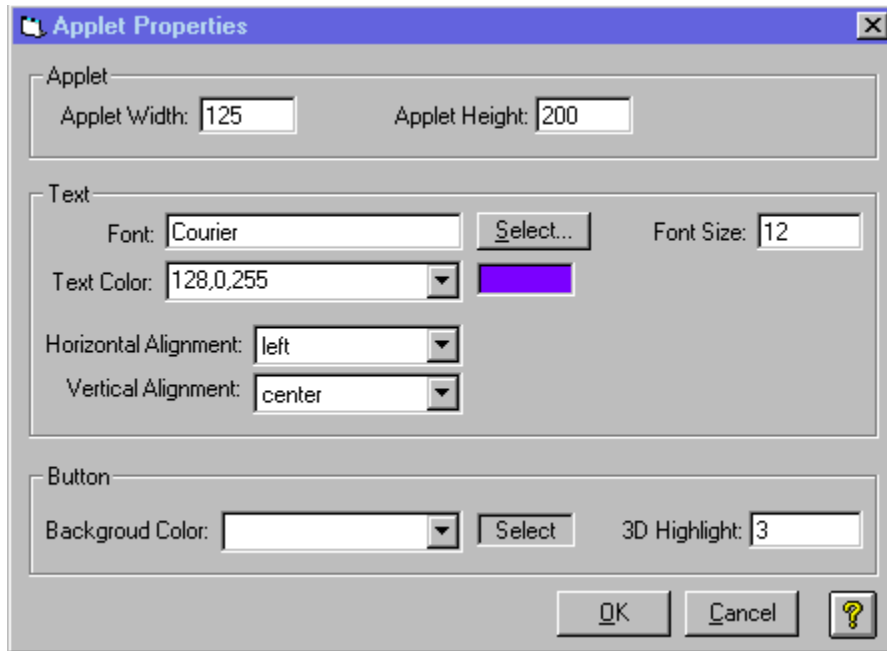 Applet Properties
Applet
Applet Width: 125 Applet Height: 200
Text
Font: Courier Select... Font Size: 12
Text Color: 128,0,255
Horizontal Alignment: left
Vertical Alignment: center
Button
Backgroud Color: Select 3D Highlight: 3
OK Cancel ?